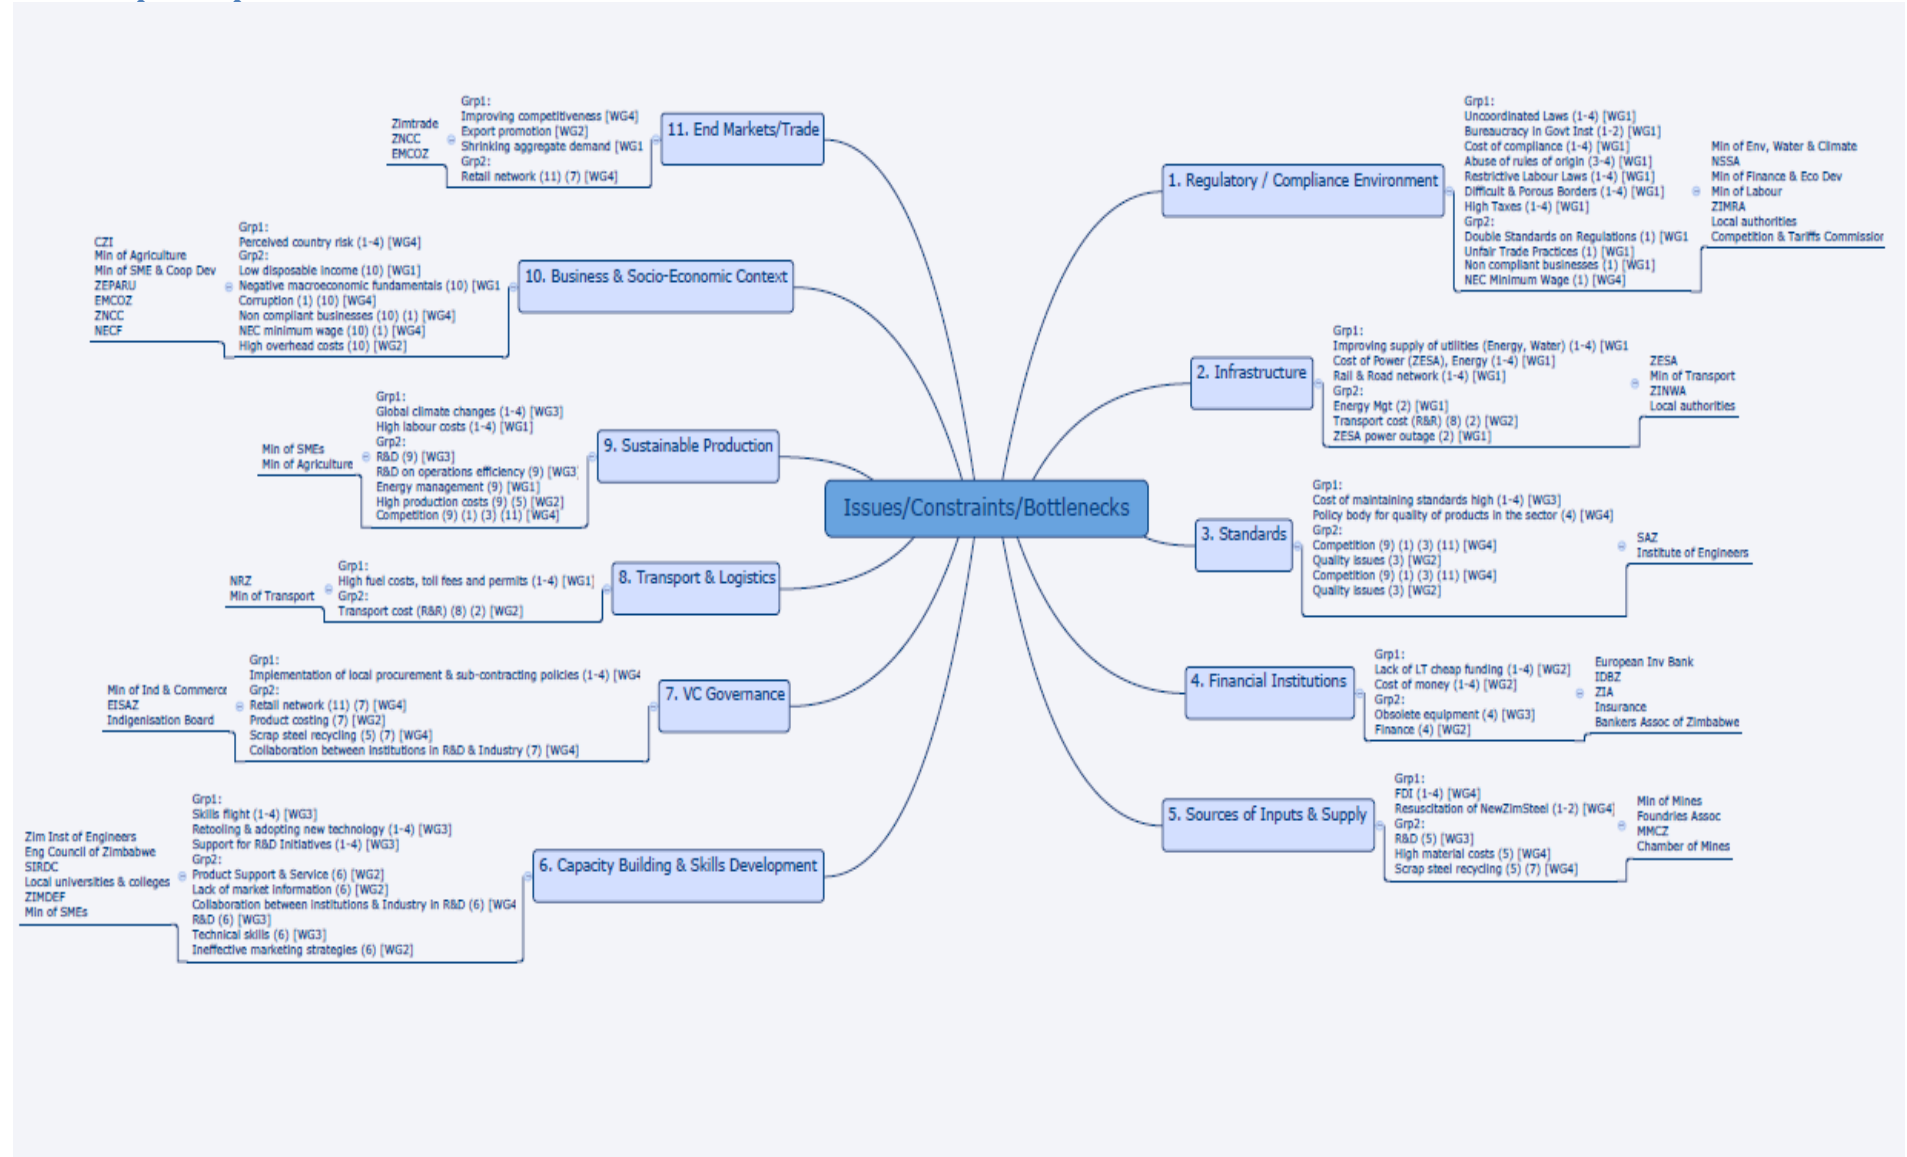 Issues/Constraints/Bottlenecks
1. Regulatory / Compliance Environment
Grp1:
Uncoordinated Laws (1-4) [WG1]
Bureaucracy in Govt Inst (1-2) [WG1]
Cost of compliance (1-4) [WG1]
Abuse of rules of origin (3-4) [WG1]
Restrictive Labour Laws (1-4) [WG1]
Difficult & Porous Borders (1-4) [WG1]
High Taxes (1-4) [WG1]
Grp2:
Double Standards on Regulations (1) [WG1
Unfair Trade Practices (1) [WG1]
Non compliant businesses (1) [WG1]
NEC Minimum Wage (1) [WG4]
Min of Env, Water & Climate
NSSA
Min of Finance & Eco Dev
Min of Labour
ZIMRA
Local authorities
Competition & Tariffs Commission
2. Infrastructure
Grp1:
Improving supply of utilities (Energy, Water) (1-4) [WG1
Cost of Power (ZESA), Energy (1-4) [WG1]
Rail & Road network (1-4) [WG1]
Grp2:
Energy Mgt (2) [WG1]
Transport cost (R&R) (8) (2) [WG2]
ZESA power outage (2) [WG1]
ZESA
Min of Transport
ZINWA
Local authorities
3. Standards
Grp1:
Cost of maintaining standards high (1-4) [WG3]
Policy body for quality of products in the sector (4) [WG4]
Grp2:
Competition (9) (1) (3) (11) [WG4]
Quality issues (3) [WG2]
Competition (9) (1) (3) (11) [WG4]
Quality issues (3) [WG2]
SAZ
Institute of Engineers
4. Financial Institutions
Grp1:
Lack of LT cheap funding (1-4) [WG2]
Cost of money (1-4) [WG2]
Grp2:
Obsolete equipment (4) [WG3]
Finance (4) [WG2]
European Inv Bank
IDBZ
ZIA
Insurance
Bankers Assoc of Zimbabwe
5. Sources of Inputs & Supply
Grp1:
FDI (1-4) [WG4]
Resuscitation of NewZimSteel (1-2) [WG4]
Grp2:
R&D (5) [WG3]
High material costs (5) [WG4]
Scrap steel recycling (5) (7) [WG4]
Min of Mines
Foundries Assoc
MMCZ
Chamber of Mines
6. Capacity Building & Skills Development
Grp1:
Skills flight (1-4) [WG3]
Retooling & adopting new technology (1-4) [WG3]
Support for R&D Initiatives (1-4) [WG3]
Grp2:
Product Support & Service (6) [WG2]
Lack of market information (6) [WG2]
Collaboration between institutions & Industry in R&D (6) [WG4
R&D (6) [WG3]
Technical skills (6) [WG3]
Ineffective marketing strategies (6) [WG2]
Zim Inst of Engineers
Eng Council of Zimbabwe
SIRDC
Local universities & colleges
ZIMDEF
Min of SMEs
7. VC Governance
Grp1:
Implementation of local procurement & sub-contracting policies (1-4) [WG4
Grp2:
Retail network (11) (7) [WG4]
Product costing (7) [WG2]
Scrap steel recycling (5) (7) [WG4]
Collaboration between institutions in R&D & Industry (7) [WG4]
Min of Ind & Commerce
EISAZ
Indigenisation Board
8. Transport & Logistics
Grp1:
High fuel costs, toll fees and permits (1-4) [WG1]
Grp2:
Transport cost (R&R) (8) (2) [WG2]
NRZ
Min of Transport
9. Sustainable Production
Grp1:
Global climate changes (1-4) [WG3]
High labour costs (1-4) [WG1]
Grp2:
R&D (9) [WG3]
R&D on operations efficiency (9) [WG3]
Energy management (9) [WG1]
High production costs (9) (5) [WG2]
Competition (9) (1) (3) (11) [WG4]
Min of SMEs
Min of Agriculture
10. Business & Socio-Economic Context
Grp1:
Perceived country risk (1-4) [WG4]
Grp2:
Low disposable income (10) [WG1]
Negative macroeconomic fundamentals (10) [WG1
Corruption (1) (10) [WG4]
Non compliant businesses (10) (1) [WG4]
NEC minimum wage (10) (1) [WG4]
High overhead costs (10) [WG2]
CZI
Min of Agriculture
Min of SME & Coop Dev
ZEPARU
EMCOZ
ZNCC
NECF
11. End Markets/Trade
Grp1:
Improving competitiveness [WG4]
Export promotion [WG2]
Shrinking aggregate demand [WG1
Grp2:
Retail network (11) (7) [WG4]
Zimtrade
ZNCC
EMCOZ